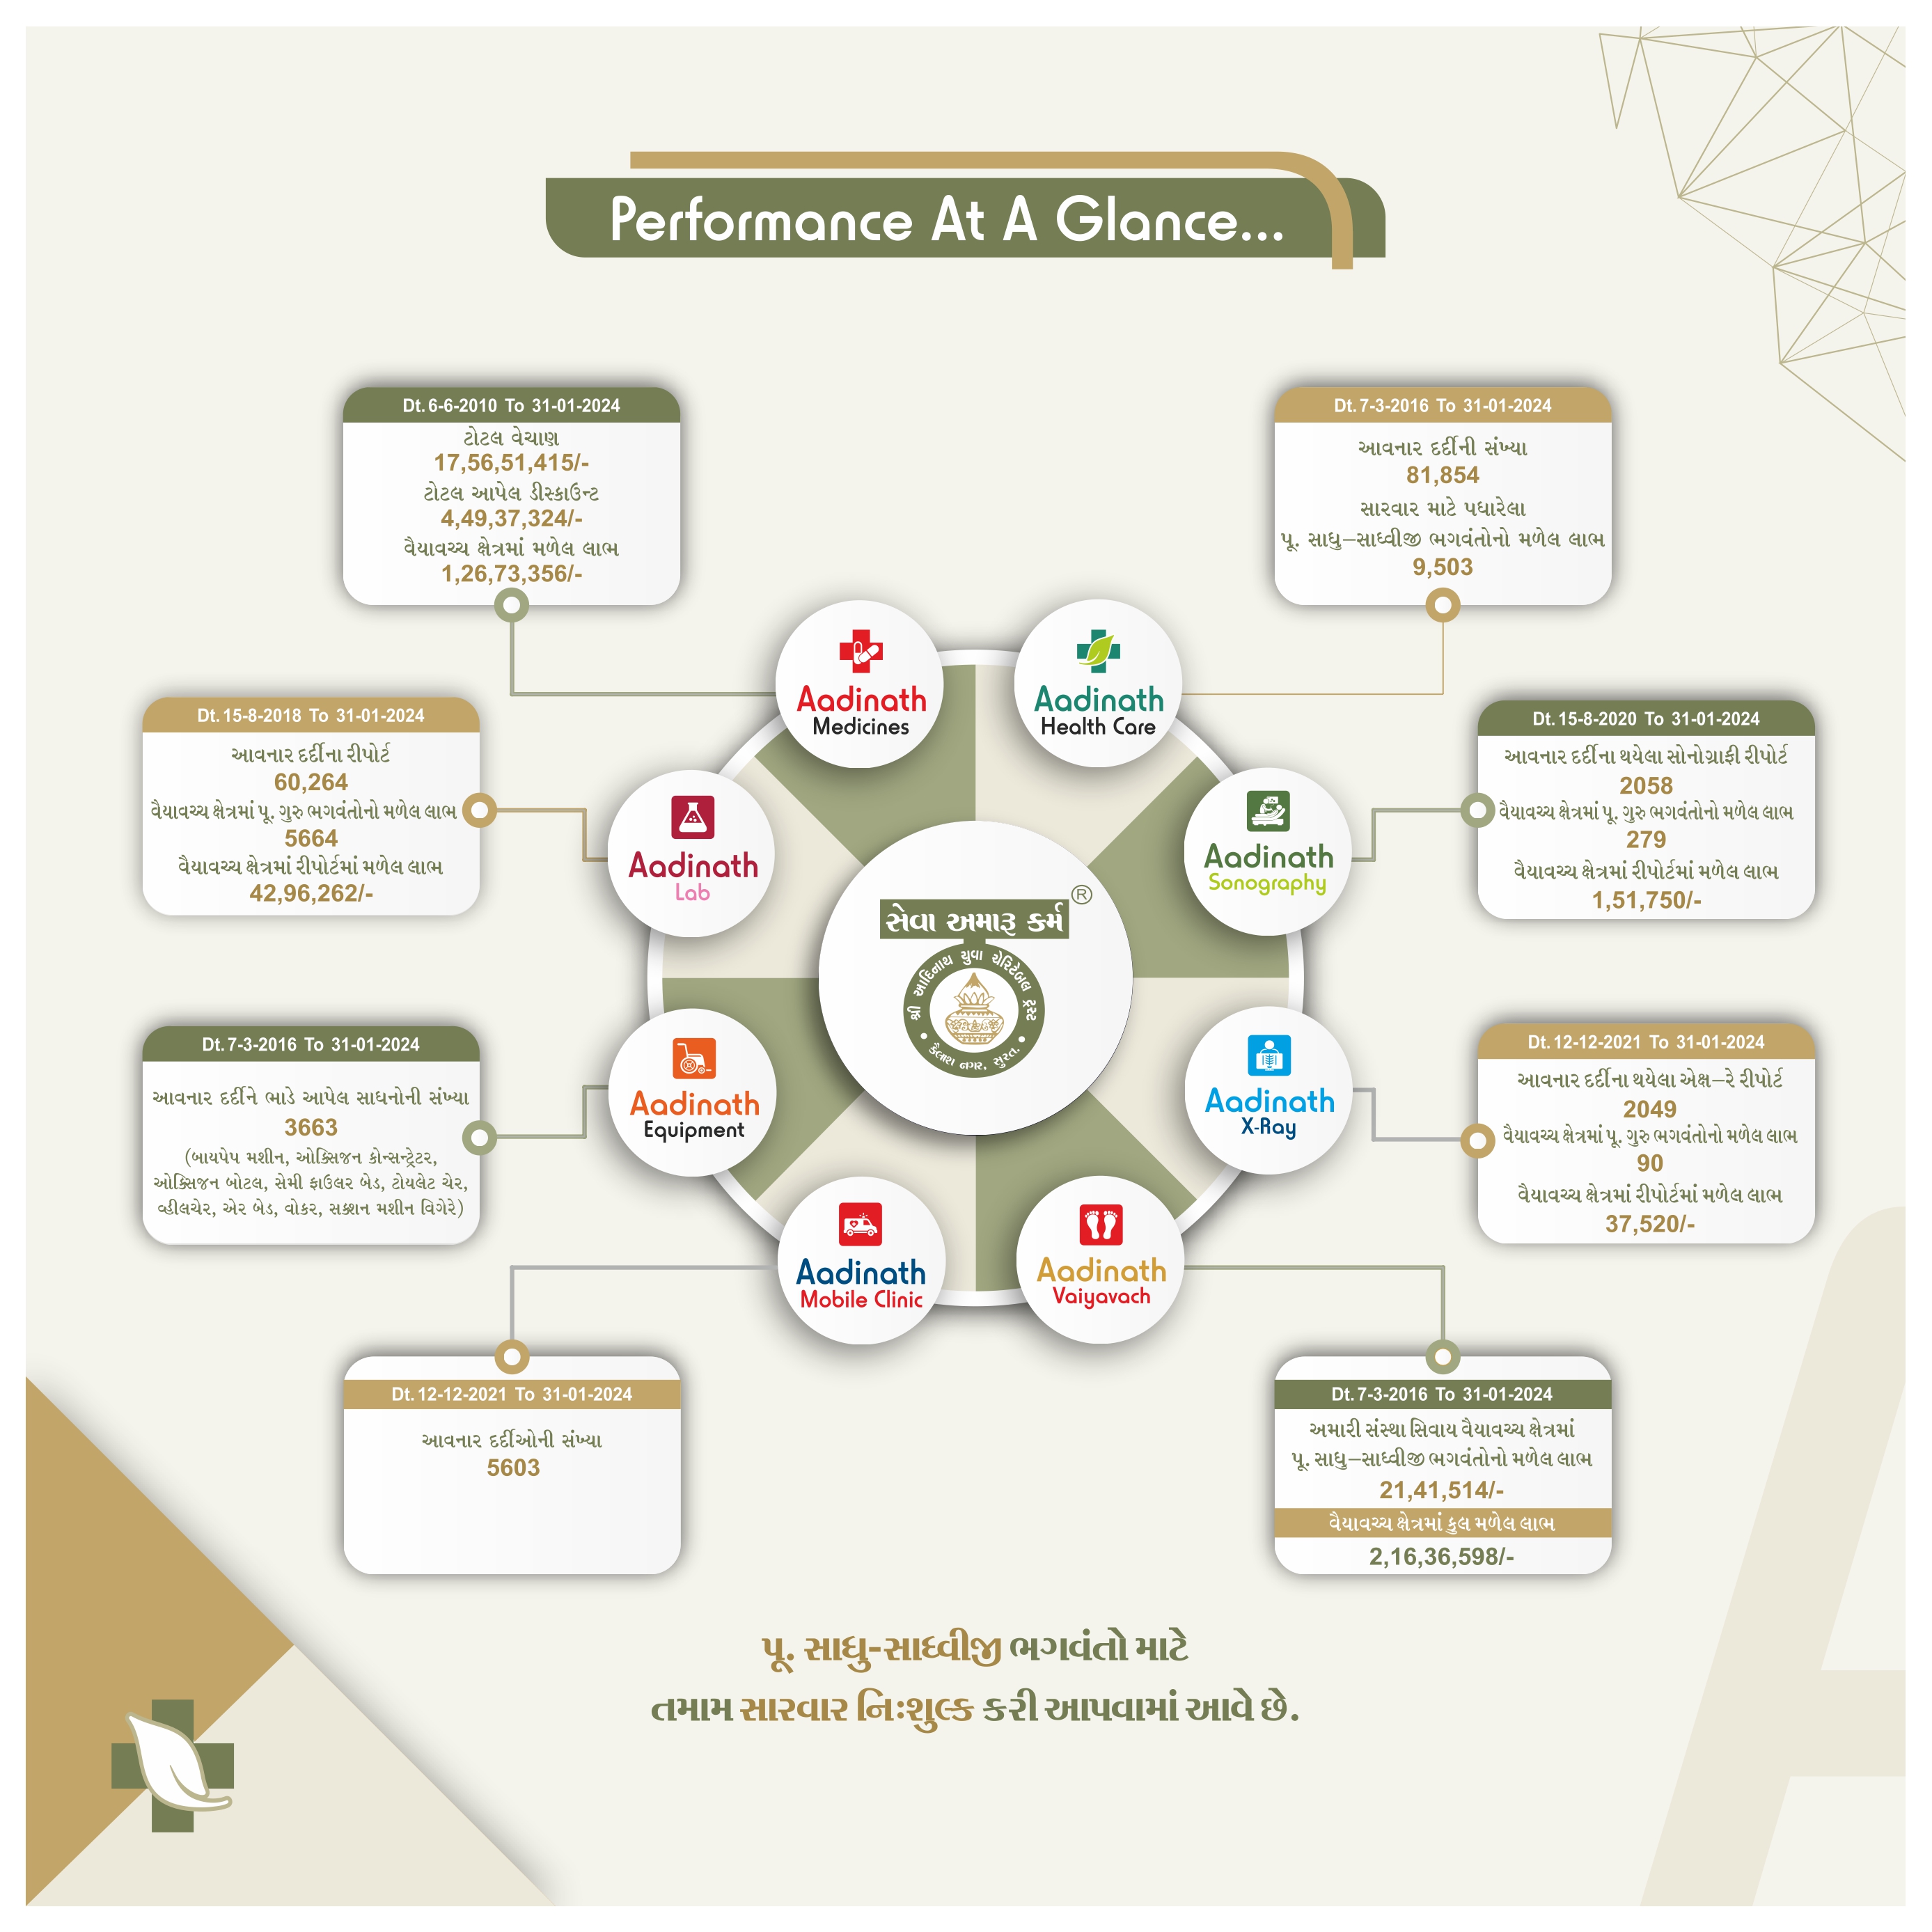 Performance At A Glance...
Dt. 6-6-2010 To 31-01-2024
ટોટલ વેચાણ
17,56,51,415/-
ટોટલ આપેલ ડીસ્કાઉન્ટ
4,49,37,324/-
વૈયાવચ્ચ ક્ષેત્રમાં મળેલ લાભ
1,26,73,356/-
Dt. 7-3-2016 To 31-01-2024
આવનાર દર્દીની સંખ્યા
81,854
સારવાર માટે પધારેલા
પૂ. સાધુ–સાધ્વીજી ભગવંતોનો મળેલ લાભ
9,503
Aadinath
Medicines
Aadinath
Health Care
Dt. 15-8-2018 To 31-01-2024
આવનાર દર્દીના રીપોર્ટ
60,264
વૈયાવચ્ચ ક્ષેત્રમાં પૂ. ગુરુ ભગવંતોનો મળેલ લાભ
5664
વૈયાવચ્ચ ક્ષેત્રમાં રીપોર્ટમાં મળેલ લાભ
42,96,262/-
Aadinath
Lab
Aadinath
Sonography
Dt. 15-8-2020 To 31-01-2024
આવનાર દર્દીના થયેલા સોનોગ્રાફી રીપોર્ટ
2058
વૈયાવચ્ચ ક્ષેત્રમાં પૂ. ગુરુ ભગવંતોનો મળેલ લાભ
279
વૈયાવચ્ચ ક્ષેત્રમાં રીપોર્ટમાં મળેલ લાભ
1,51,750/-
સેવા અમારૂ કર્મ ®
શ્રી આદિનાથ યુવા ચેરિટેબલ ટ્રસ્ટ
• કૈલાશ નગર, સુરત. •
Dt. 7-3-2016 To 31-01-2024
આવનાર દર્દીને ભાડે આપેલ સાધનોની સંખ્યા
3663
(બાયપેપ મશીન, ઓક્સિજન કોન્સન્ટ્રેટર,
ઓક્સિજન બોટલ, સેમી ફાઉલર બેડ, ટોયલેટ ચેર,
વ્હીલચેર, એર બેડ, વોકર, સક્શન મશીન વિગેરે)
Aadinath
Equipment
Aadinath
X-Ray
Dt. 12-12-2021 To 31-01-2024
આવનાર દર્દીના થયેલા એક્ષ–રે રીપોર્ટ
2049
વૈયાવચ્ચ ક્ષેત્રમાં પૂ. ગુરુ ભગવંતોનો મળેલ લાભ
90
વૈયાવચ્ચ ક્ષેત્રમાં રીપોર્ટમાં મળેલ લાભ
37,520/-
Aadinath
Mobile Clinic
Aadinath
Vaiyavach
Dt. 12-12-2021 To 31-01-2024
આવનાર દર્દીઓની સંખ્યા
5603
Dt. 7-3-2016 To 31-01-2024
અમારી સંસ્થા સિવાય વૈયાવચ્ચ ક્ષેત્રમાં
પૂ. સાધુ–સાધ્વીજી ભગવંતોનો મળેલ લાભ
21,41,514/-
વૈયાવચ્ચ ક્ષેત્રમાં કુલ મળેલ લાભ
2,16,36,598/-
પૂ. સાધુ-સાધ્વીજી ભગવંતો માટે
તમામ સારવાર નિઃશુલ્ક કરી આપવામાં આવે છે.